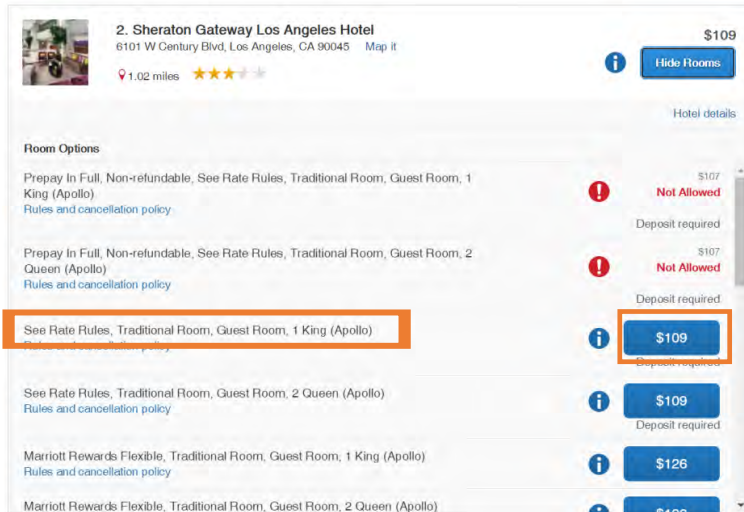 2. Sheraton Gateway Los Angeles Hotel
$109
6101 W Century Blvd, Los Angeles, CA 90045 Map it
Hide Rooms
1.02 miles
Hotel details
Room Options
Prepay In Full, Non-refundable, See Rate Rules, Traditional Room, Guest Room, 1
King (Apollo)
Rules and cancellation policy
$107
Not Allowed
Deposit required
Prepay In Full, Non-refundable, See Rate Rules, Traditional Room, Guest Room, 2
Queen (Apollo)
Rules and cancellation policy
$107
Not Allowed
Deposit required
See Rate Rules, Traditional Room, Guest Room, 1 King (Apollo)
Rules and cancellation policy
$109
Deposit required
See Rate Rules, Traditional Room, Guest Room, 2 Queen (Apollo)
Rules and cancellation policy
$109
Deposit required
Marriott Rewards Flexible, Traditional Room, Guest Room, 1 King (Apollo)
Rules and cancellation policy
$126
Marriott Rewards Flexible, Traditional Room, Guest Room, 2 Queen (Apollo)